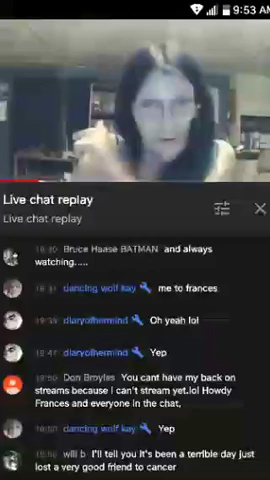 9:53 AM
Live chat replay
Live chat replay
Bruce Haase BATMAN and always
watching.....
dancing wolf kay me to frances
diaryofhermind Oh yeah lol
diaryofhermind Yep
Don Broyles You cant have my back on
streams because I can't stream yet.lol Howdy
Frances and everyone in the chat,
dancing wolf kay Yep
will b I'll tell you it's been a terrible day just
lost a very good friend to cancer